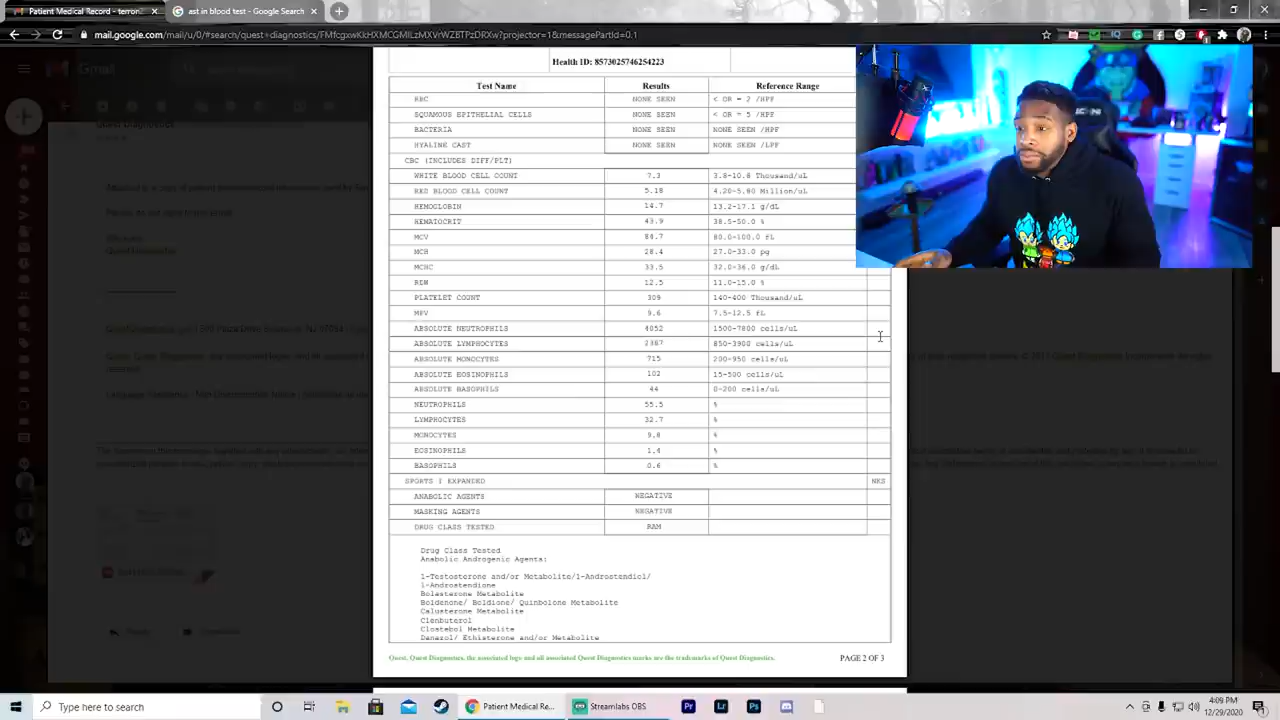 Patient Medical Record - terron2
ast in blood test - Google Search
mail.google.com/mail/u/0/#search/quest+diagnostics/FMfcgxwKkHXMCGMlLzMXVrWZBTPzDRXw?projector=1&messagePartId=0.1
Gmail
Health ID: 8573025746254223
Test Name Results Reference Range
RBC NONE SEEN < OR = 2 /HPF
SQUAMOUS EPITHELIAL CELLS NONE SEEN < OR = 5 /HPF
BACTERIA NONE SEEN NONE SEEN /HPF
HYALINE CAST NONE SEEN NONE SEEN /LPF
CBC (INCLUDES DIFF/PLT)
WHITE BLOOD CELL COUNT 7.3 3.8-10.8 Thousand/uL
RED BLOOD CELL COUNT 5.18 4.20-5.80 Million/uL
HEMOGLOBIN 14.7 13.2-17.1 g/dL
HEMATOCRIT 43.9 38.5-50.0 %
MCV 84.7 80.0-100.0 fL
MCH 28.4 27.0-33.0 pg
MCHC 33.5 32.0-36.0 g/dL
RDW 12.5 11.0-15.0 %
PLATELET COUNT 309 140-400 Thousand/uL
MPV 9.6 7.5-12.5 fL
ABSOLUTE NEUTROPHILS 4052 1500-7800 cells/uL
ABSOLUTE LYMPHOCYTES 2387 850-3900 cells/uL
ABSOLUTE MONOCYTES 715 200-950 cells/uL
ABSOLUTE EOSINOPHILS 102 15-500 cells/uL
ABSOLUTE BASOPHILS 44 0-200 cells/uL
NEUTROPHILS 55.5 %
LYMPHOCYTES 32.7 %
MONOCYTES 9.8 %
EOSINOPHILS 1.4 %
BASOPHILS 0.6 %
SPORTS I EXPANDED NKS
ANABOLIC AGENTS NEGATIVE
MASKING AGENTS NEGATIVE
DRUG CLASS TESTED RAM
Drug Class Tested
Anabolic Androgenic Agents:
1-Testosterone and/or Metabolite/1-Androstendiol/
1-Androstendione
Bolasterone Metabolite
Boldenone/ Boldione/ Quinbolone Metabolite
Calusterone Metabolite
Clenbuterol
Clostebol Metabolite
Danazol/ Ethisterone and/or Metabolite
Quest, Quest Diagnostics, the associated logo and all associated Quest Diagnostics marks are the trademarks of Quest Diagnostics. PAGE 2 OF 3
Type here to search
Patient Medical Re...
Streamlabs OBS
Pr
Lr
Ps
4:09 PM
12/29/2020